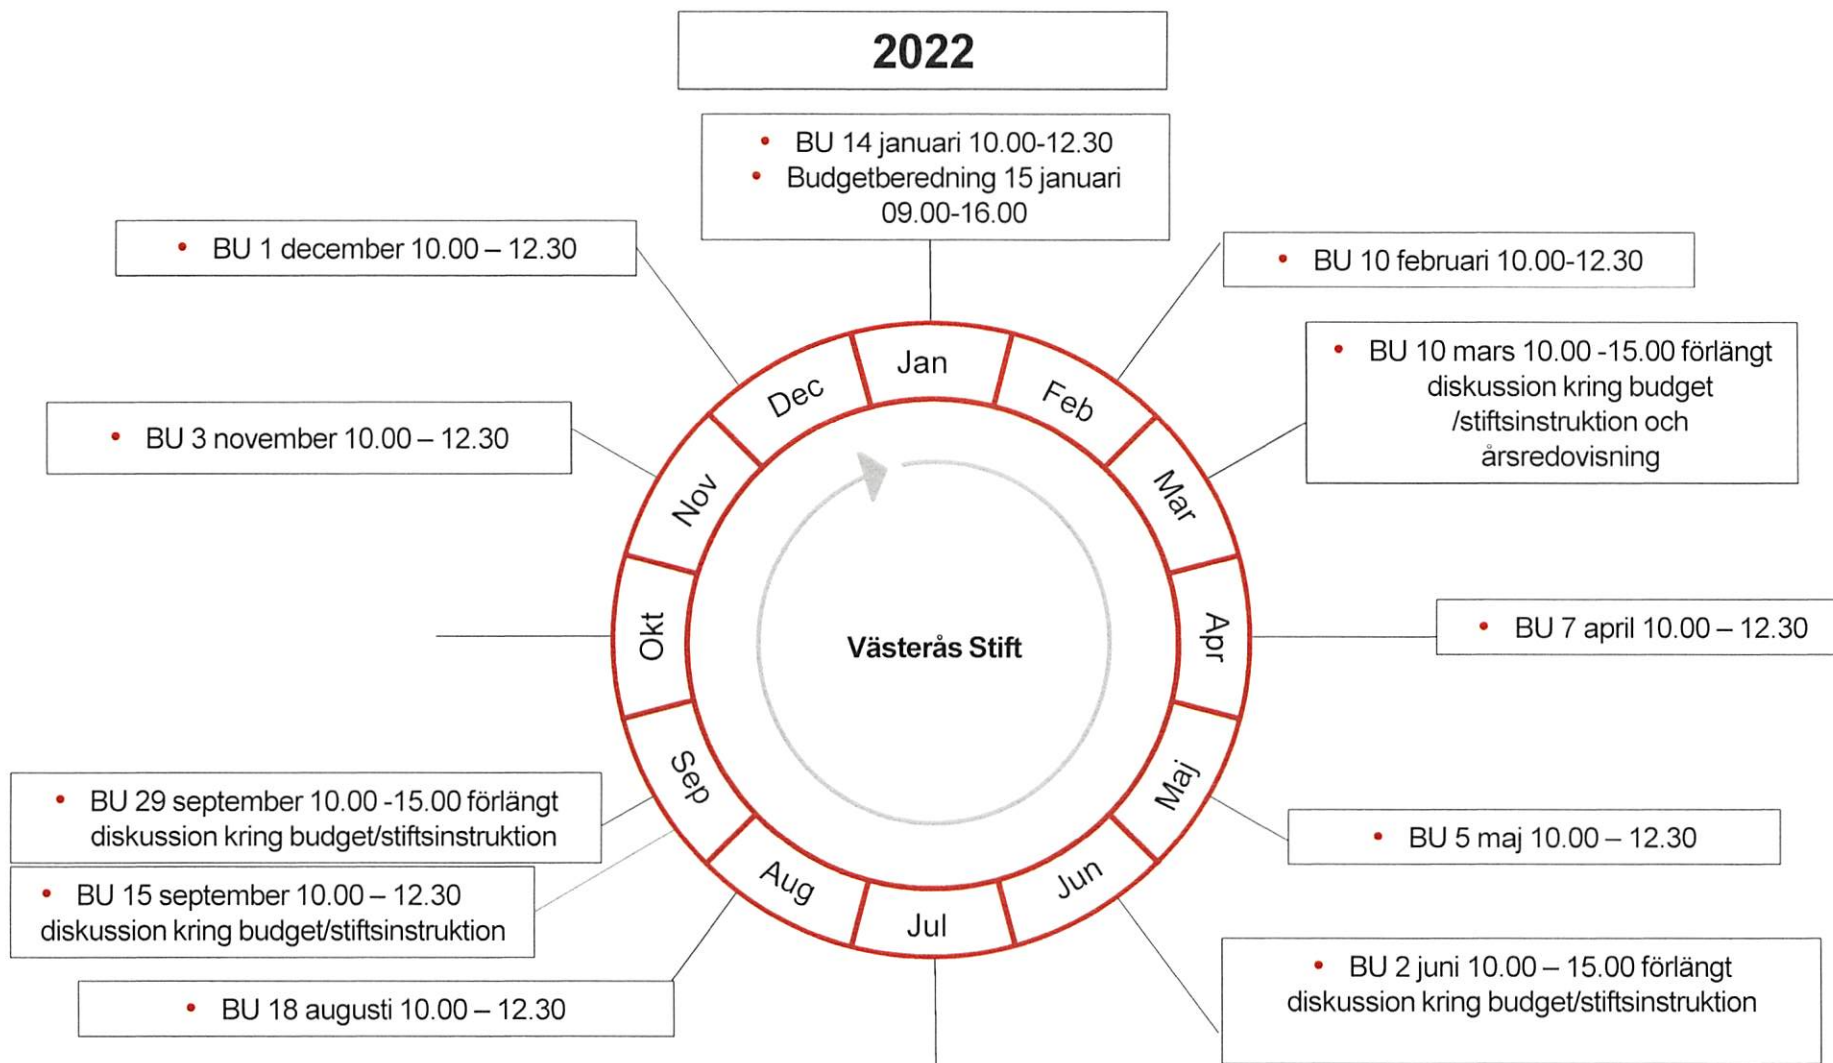 2022
• BU 14 januari 10.00-12.30
• Budgetberedning 15 januari
09.00-16.00
• BU 10 februari 10.00-12.30
• BU 10 mars 10.00 -15.00 förlängt
diskussion kring budget
/stiftsinstruktion och
årsredovisning
• BU 7 april 10.00 – 12.30
• BU 5 maj 10.00 – 12.30
• BU 2 juni 10.00 – 15.00 förlängt
diskussion kring budget/stiftsinstruktion
• BU 18 augusti 10.00 – 12.30
• BU 15 september 10.00 – 12.30
diskussion kring budget/stiftsinstruktion
• BU 29 september 10.00 -15.00 förlängt
diskussion kring budget/stiftsinstruktion
• BU 3 november 10.00 – 12.30
• BU 1 december 10.00 – 12.30
Jan
Feb
Mar
Apr
Maj
Jun
Jul
Aug
Sep
Okt
Nov
Dec
Västerås Stift